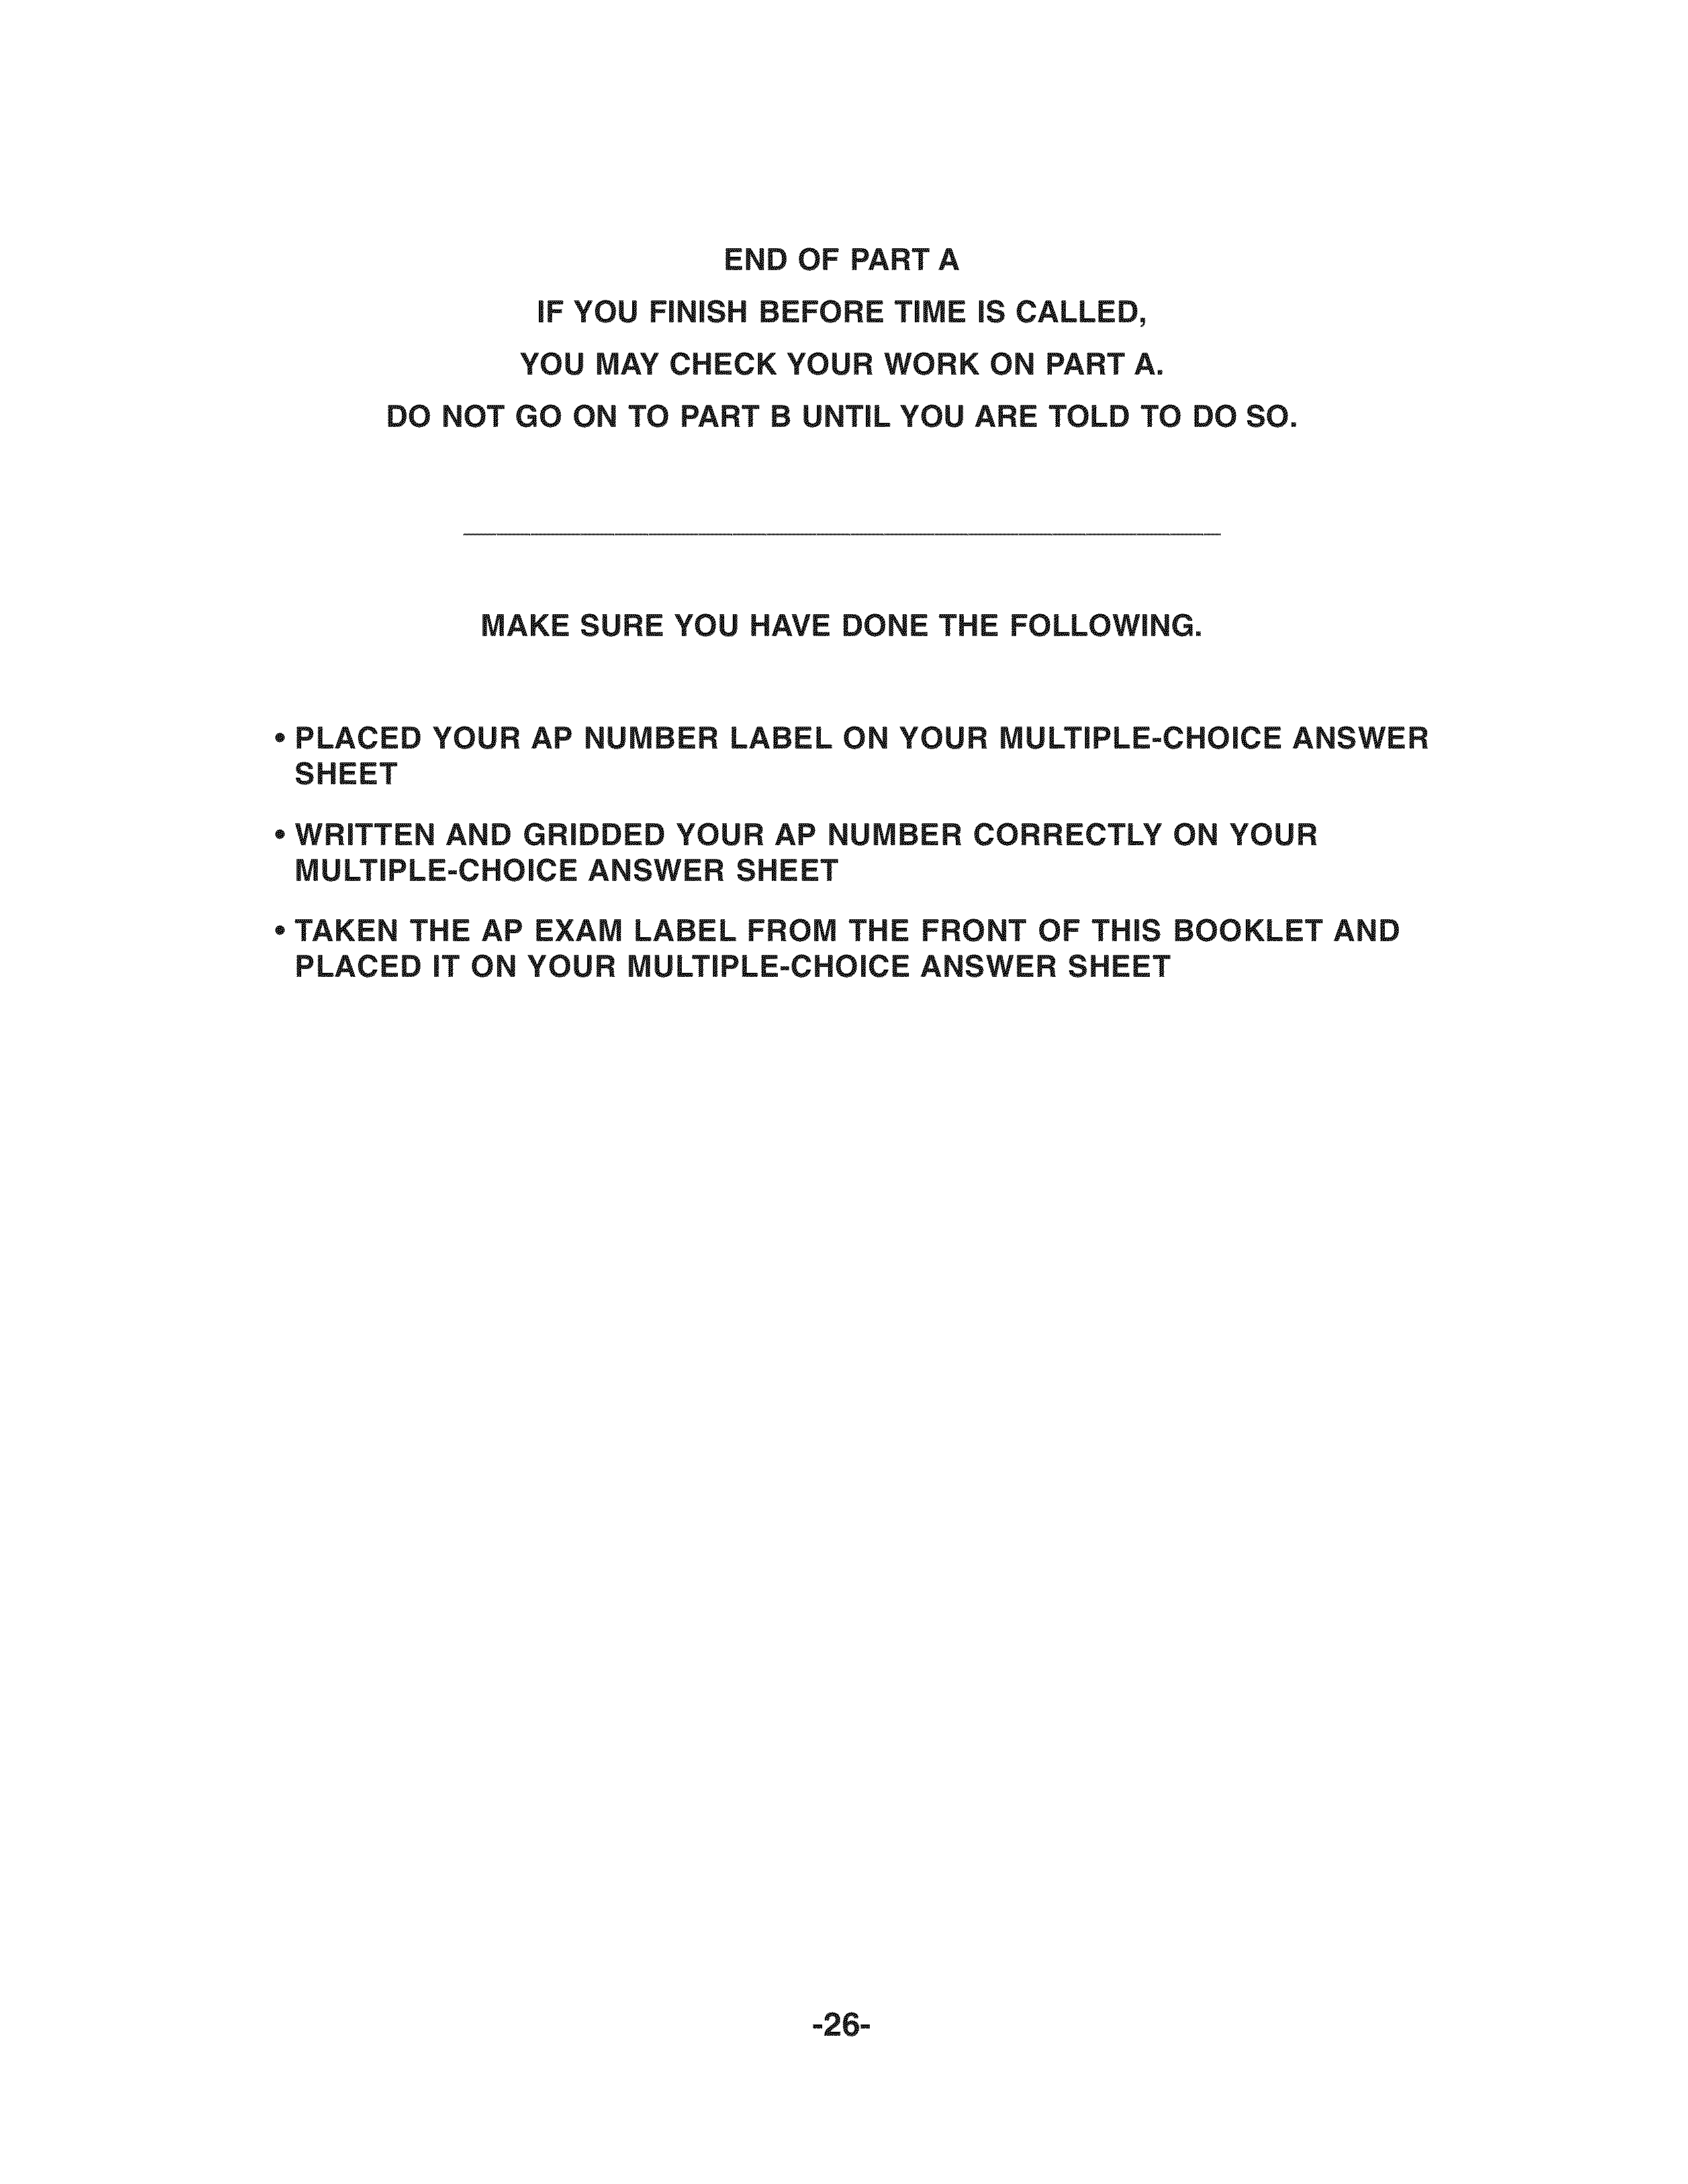 END OF PART A
IF YOU FINISH BEFORE TIME IS CALLED,
YOU MAY CHECK YOUR WORK ON PART A.
DO NOT GO ON TO PART B UNTIL YOU ARE TOLD TO DO SO.
MAKE SURE YOU HAVE DONE THE FOLLOWING.
• PLACED YOUR AP NUMBER LABEL ON YOUR MULTIPLE-CHOICE ANSWER
SHEET
• WRITTEN AND GRIDDED YOUR AP NUMBER CORRECTLY ON YOUR
MULTIPLE-CHOICE ANSWER SHEET
• TAKEN THE AP EXAM LABEL FROM THE FRONT OF THIS BOOKLET AND
PLACED IT ON YOUR MULTIPLE-CHOICE ANSWER SHEET
-26-